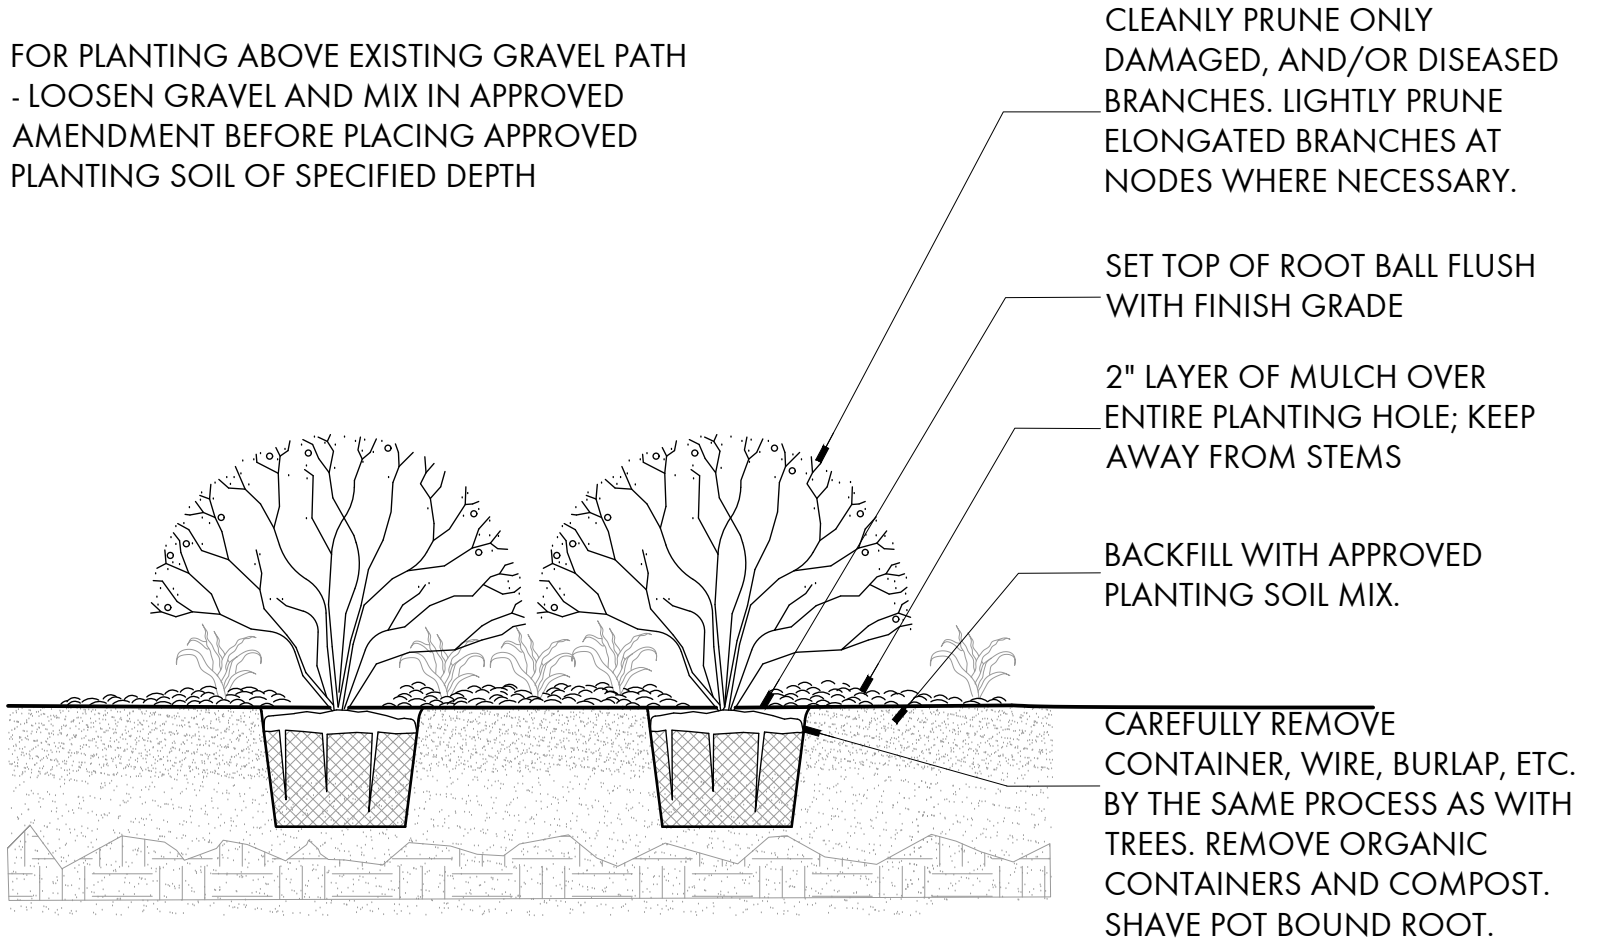 FOR PLANTING ABOVE EXISTING GRAVEL PATH
- LOOSEN GRAVEL AND MIX IN APPROVED
AMENDMENT BEFORE PLACING APPROVED
PLANTING SOIL OF SPECIFIED DEPTH
CLEANLY PRUNE ONLY
DAMAGED, AND/OR DISEASED
BRANCHES. LIGHTLY PRUNE
ELONGATED BRANCHES AT
NODES WHERE NECESSARY.
SET TOP OF ROOT BALL FLUSH
WITH FINISH GRADE
2" LAYER OF MULCH OVER
ENTIRE PLANTING HOLE; KEEP
AWAY FROM STEMS
BACKFILL WITH APPROVED
PLANTING SOIL MIX.
CAREFULLY REMOVE
CONTAINER, WIRE, BURLAP, ETC.
BY THE SAME PROCESS AS WITH
TREES. REMOVE ORGANIC
CONTAINERS AND COMPOST.
SHAVE POT BOUND ROOT.